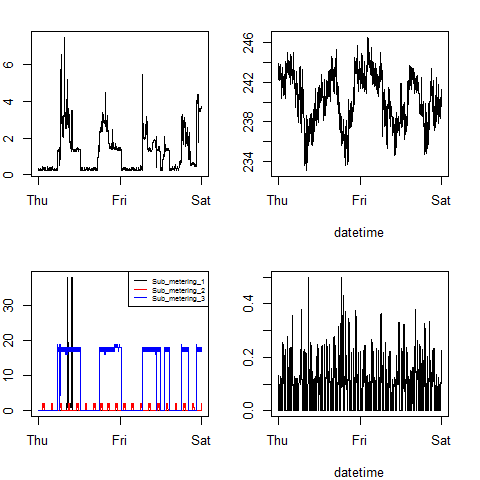 6
4
2
0
Thu Fri Sat
246
242
238
234
Thu Fri Sat
datetime
30
20
10
0
Sub_metering_1
Sub_metering_2
Sub_metering_3
Thu Fri Sat
0.4
0.2
0.0
Thu Fri Sat
datetime